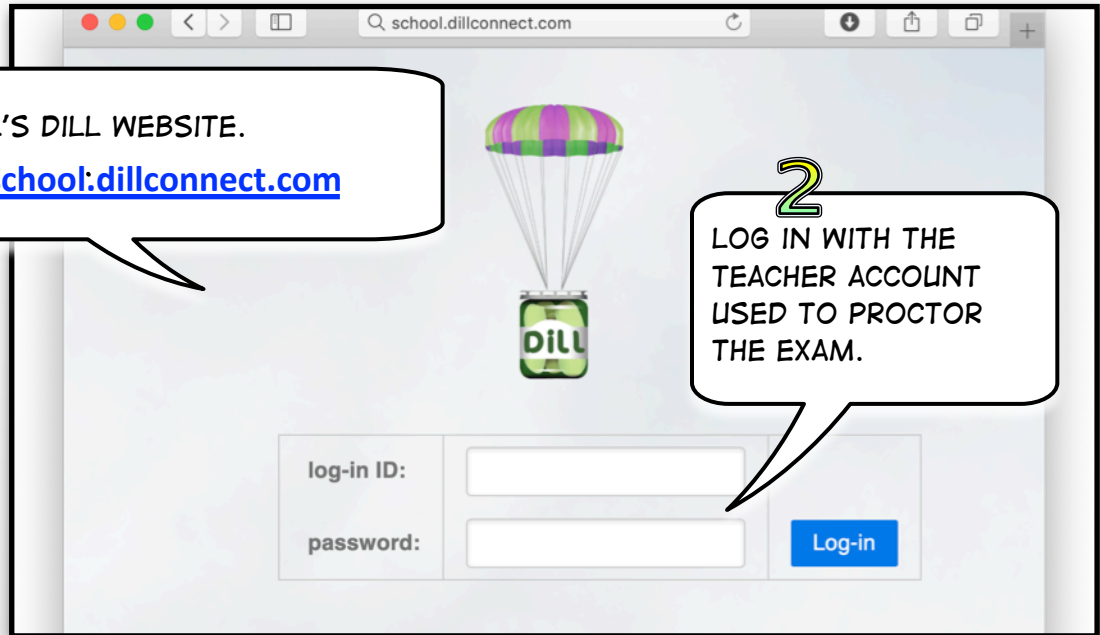 school.dillconnect.com
'S DILL WEBSITE.
school.dillconnect.com
2
LOG IN WITH THE
TEACHER ACCOUNT
USED TO PROCTOR
THE EXAM.
DiLL
log-in ID:
password:
Log-in